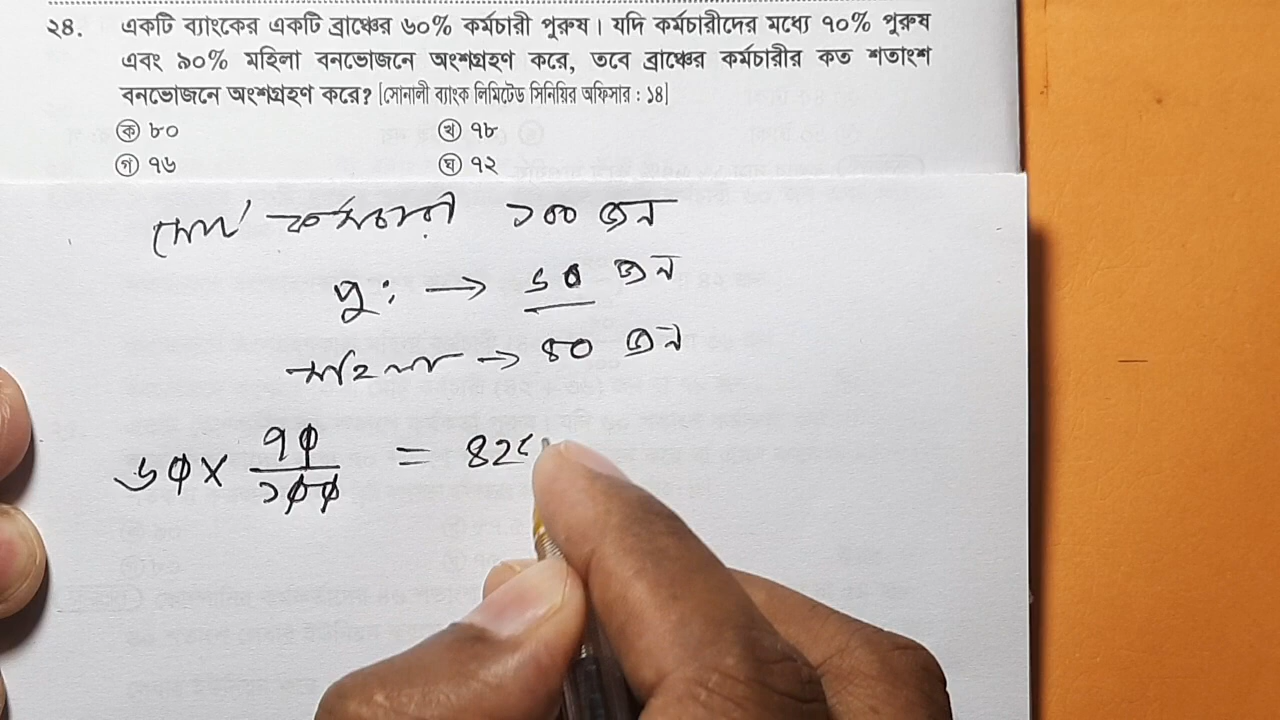 ২৪. একটি ব্যাংকের একটি ব্রাঞ্চের ৬০% কর্মচারী পুরুষ। যদি কর্মচারীদের মধ্যে ৭০% পুরুষ
এবং ৯০% মহিলা বনভোজনে অংশগ্রহণ করে, তবে ব্রাঞ্চের কর্মচারীর কত শতাংশ
বনভোজনে অংশগ্রহণ করে? [সোনালী ব্যাংক লিমিটেড সিনিয়র অফিসার : ১৪]
ক ৮০ খ ৭৮
গ ৭৬ ঘ ৭২
মোট কর্মচারী ১০০ জন
পু: → ৬০ জন
মহিলা → ৪০ জন
৬০ × ৭০/১০০ = ৪২